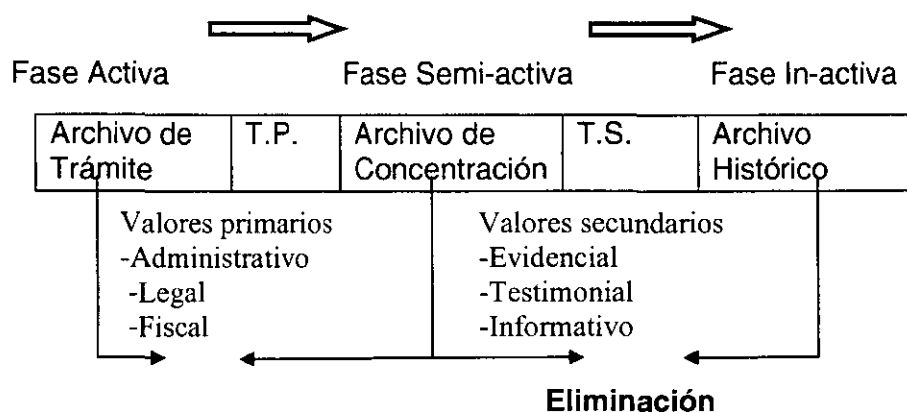 Fase Activa Fase Semi-activa Fase In-activa
Archivo de Trámite T.P. Archivo de Concentración T.S. Archivo Histórico
Valores primarios
-Administrativo
-Legal
-Fiscal
Valores secundarios
-Evidencial
-Testimonial
-Informativo
Eliminación